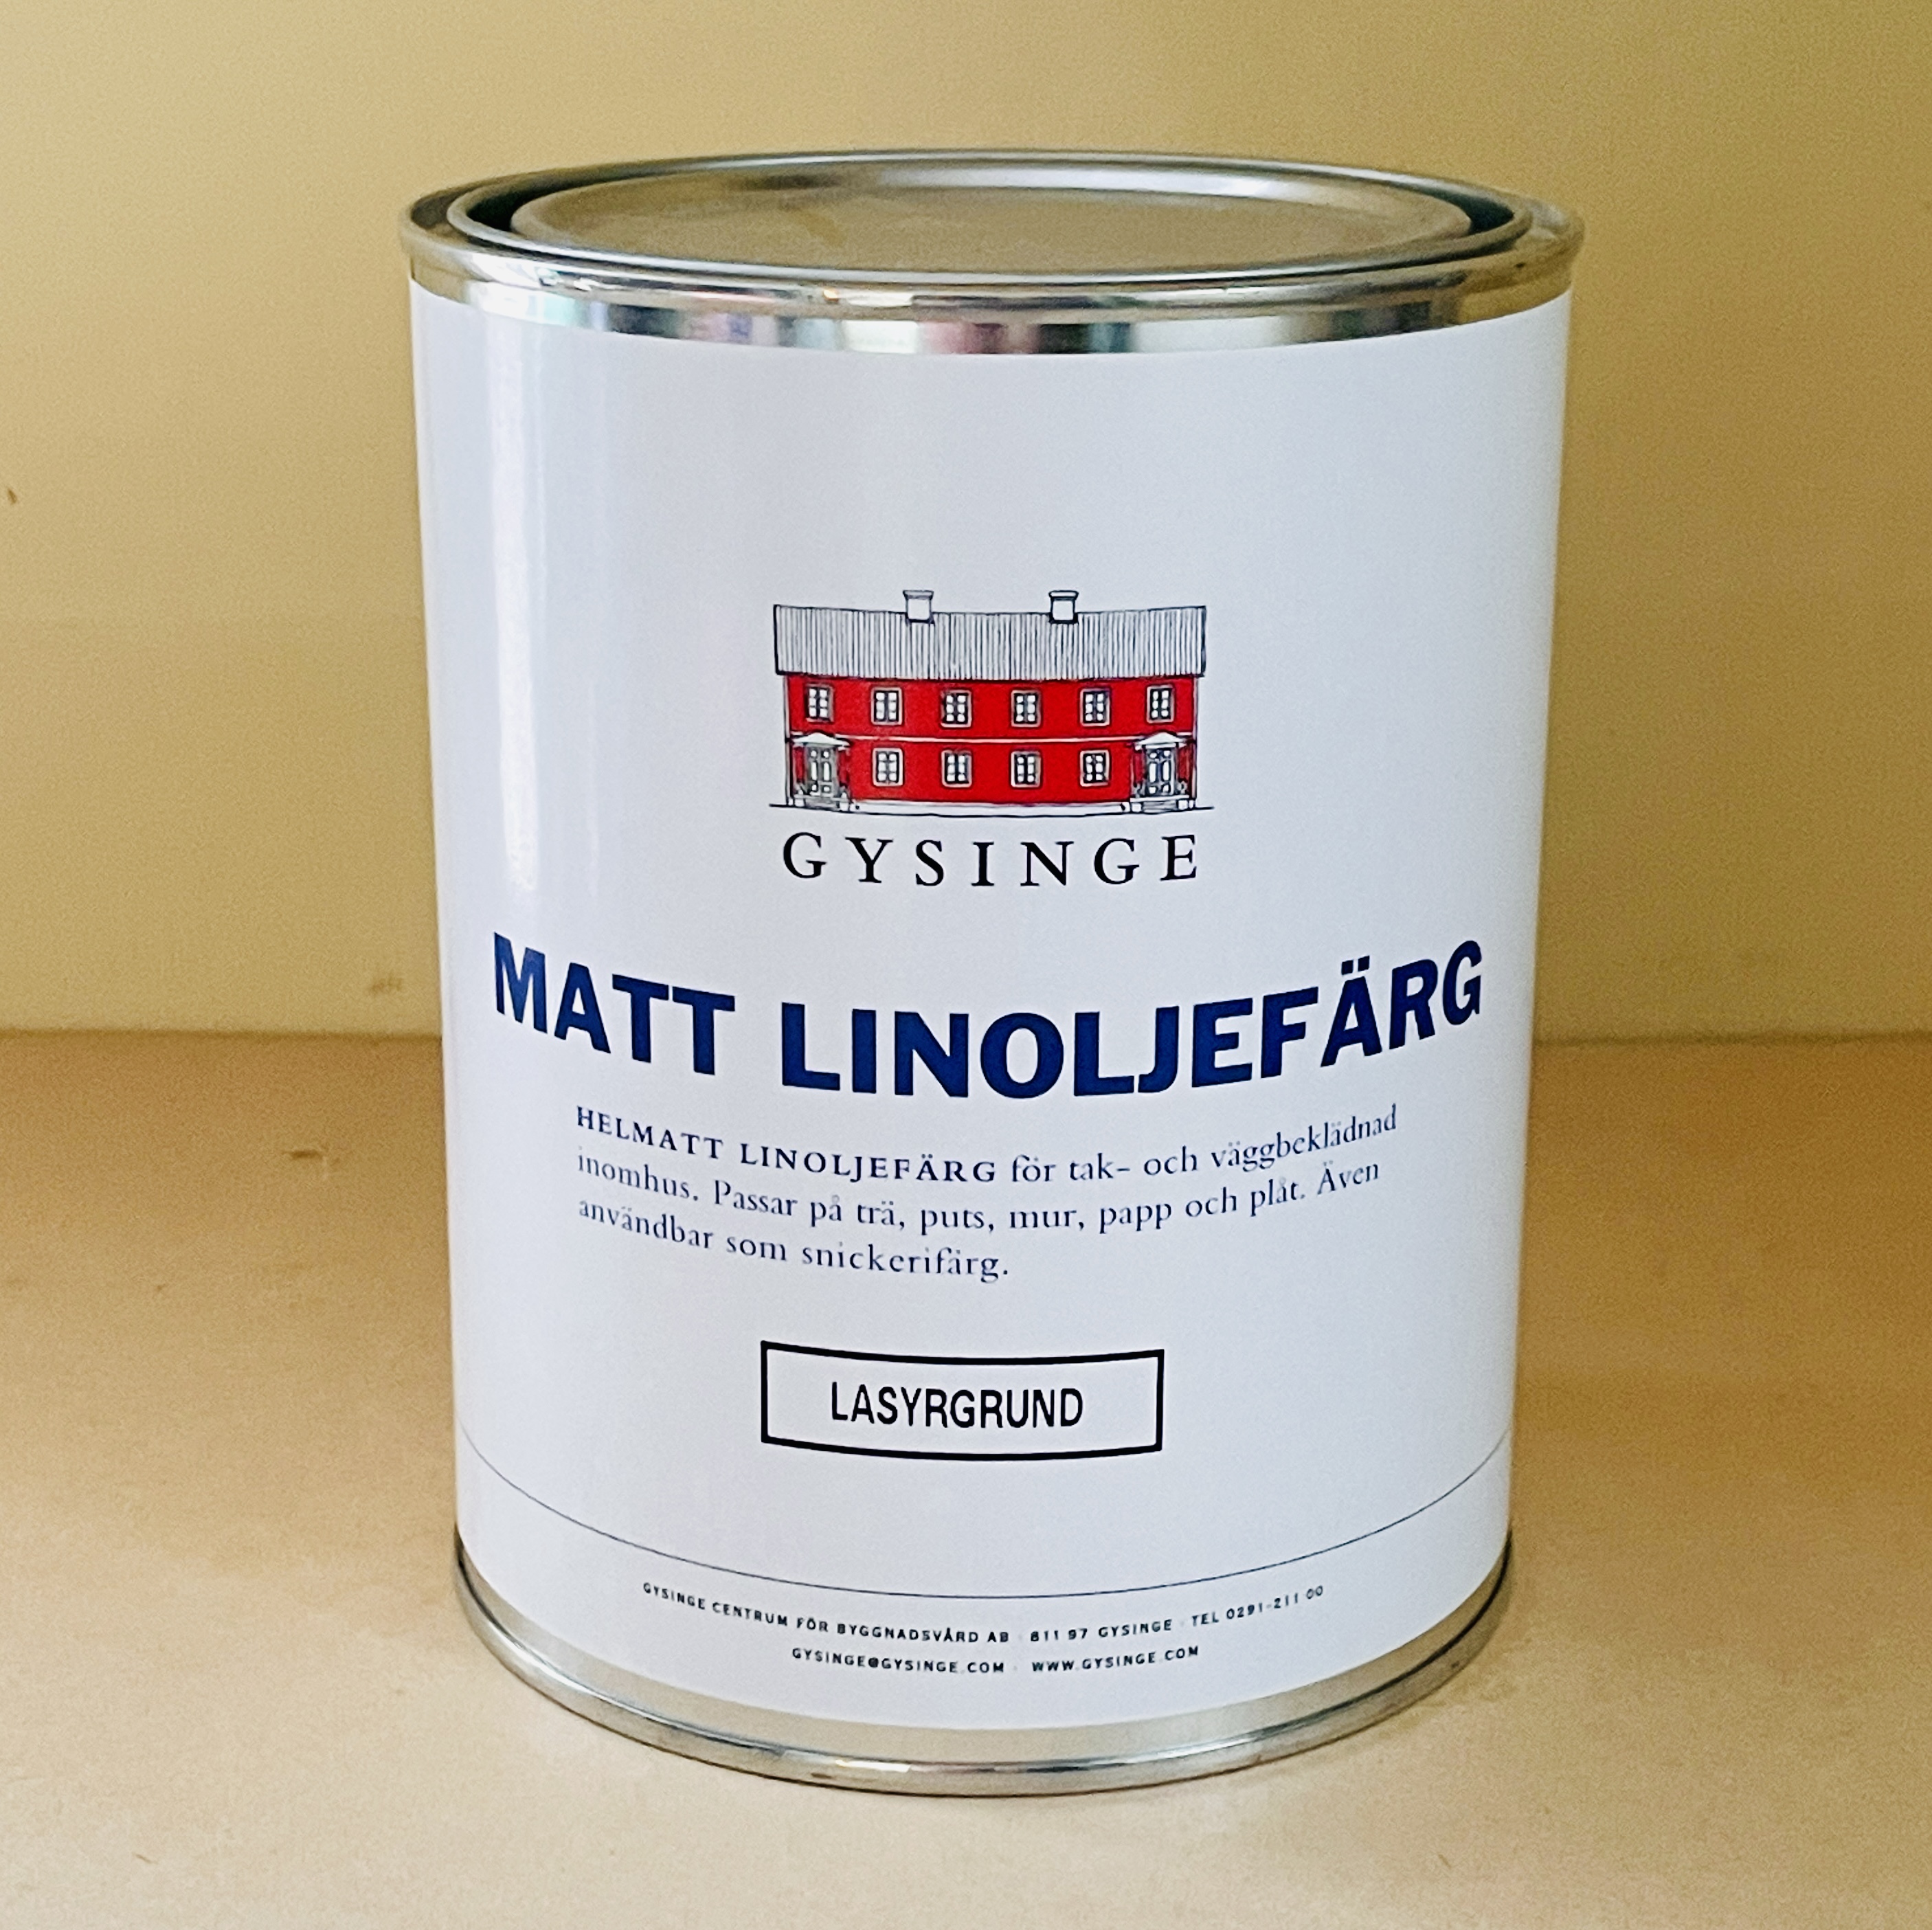 GYSINGE
MATT LINOLJEFÄRG
HELMATT LINOLJEFÄRG för tak- och väggbeklädnad
inomhus. Passar på trä, puts, mur, papp och plåt. Även
användbar som snickerifärg.
LASYRGRUND
GYSINGE CENTRUM FÖR BYGGNADSVÅRD AB · 811 97 GYSINGE · TEL 0291-211 00
GYSINGE@GYSINGE.COM · WWW.GYSINGE.COM